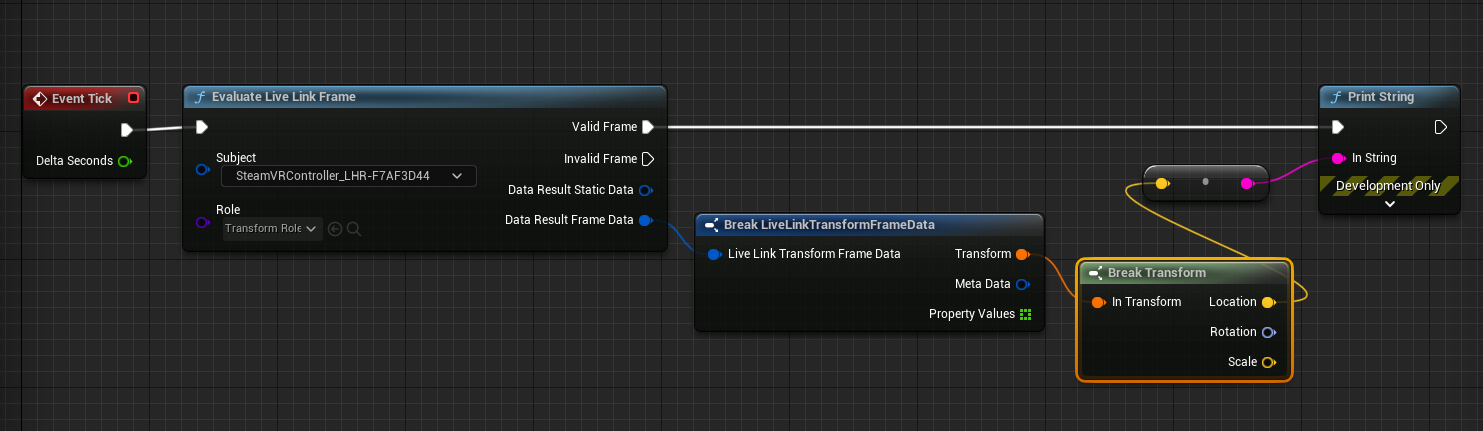 Event Tick
Delta Seconds
Evaluate Live Link Frame
Valid Frame
Invalid Frame
Subject
SteamVRController_LHR-F7AF3D44
Data Result Static Data
Role
Transform Role
Data Result Frame Data
Break LiveLinkTransformFrameData
Live Link Transform Frame Data
Transform
Meta Data
Property Values
Break Transform
In Transform
Location
Rotation
Scale
Print String
In String
Development Only